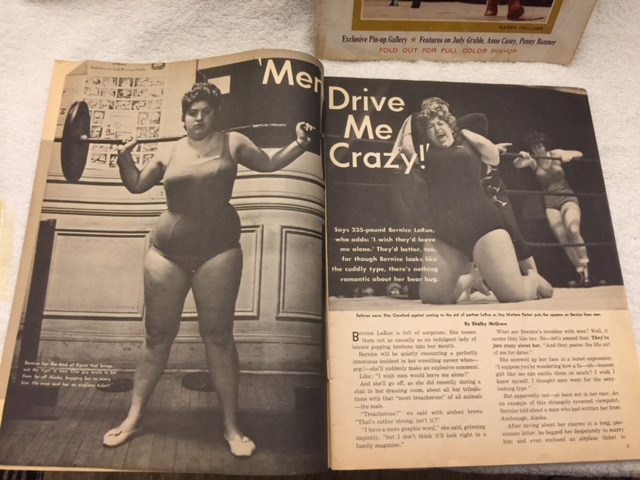 KAREN KELLOGG
Exclusive Pin-up Gallery ★ Features on Judy Grable, Anne Casey, Penny Banner
FOLD OUT FOR FULL COLOR PIN-UP
'Men
Drive
Me
Crazy!'
Says 235-pound Bernice LaRue,
who adds: 'I wish they'd leave
me alone.' They'd better, too,
for though Bernice looks like
the cuddly type, there's nothing
romantic about her bear hug.
Bernice has the kind of figure that brings
By Shelby McGrew
Bernice LaRue is full of surprises. She tosses
them out as casually as an indulgent lady of
leisure popping bonbons into her mouth.
Bernice will be quietly recounting a perfectly
innocuous incident in her wrestling career when—
pop!—she'll suddenly make an explosive comment.
Like: "I wish men would leave me alone!"
And she'll go off, as she did recently during a
chat in her dressing room, about all her tribula-
tions with that "most treacherous" of all animals
—the male.
"Treacherous?" we said with arched brows.
"That's rather strong, isn't it?"
"I have a more graphic word," she said, grinning
impishly, "but I don't think it'll look right in a
family magazine."
What are Bernice's troubles with men? Well, it
seems they like her. No—let's amend that. They're
just crazy about her. "And they pester the life out
of me for dates."
She screwed up her face in a bored expression.
"I suppose you're wondering how a
girl like me can excite them so much? I wish I
knew myself. I thought men went for the sexy-
looking type."
But apparently not—at least not in her case. As
an example of this strangely reversed viewpoint,
Bernice told about a man who had written her from
Anchorage, Alaska.
After raving about her charms in a long, pas-
sionate letter, he begged her desperately to marry
him and even enclosed an airplane ticket to